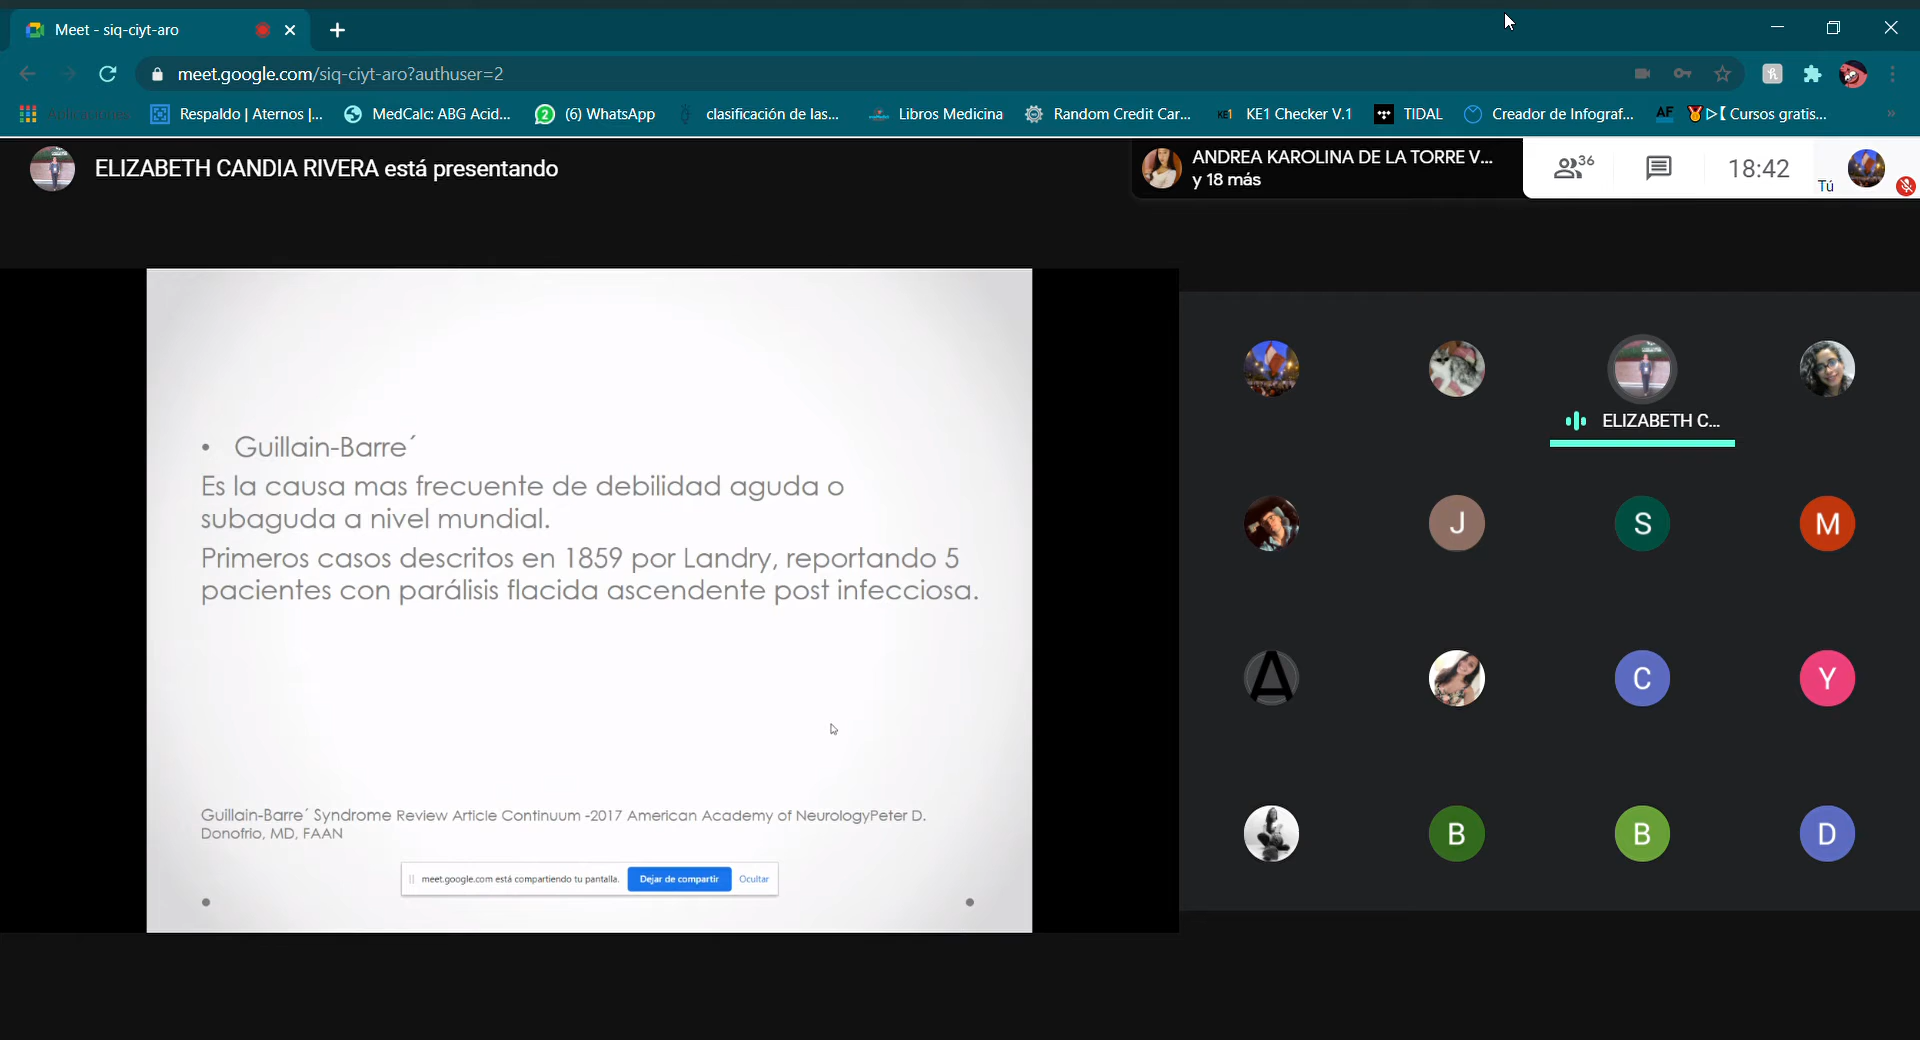 Meet - siq-ciyt-aro
meet.google.com/siq-ciyt-aro?authuser=2
Aplicaciones
Respaldo | Aternos |...
MedCalc: ABG Acid...
2
(6) WhatsApp
clasificación de las...
Libros Medicina
Random Credit Car...
KE1
KE1 Checker V.1
TIDAL
Creador de Infograf...
AF
Cursos gratis...
»
ELIZABETH CANDIA RIVERA está presentando
ANDREA KAROLINA DE LA TORRE V...
y 18 más
36
18:42
Tú
• Guillain-Barre´
Es la causa mas frecuente de debilidad aguda o
subaguda a nivel mundial.
Primeros casos descritos en 1859 por Landry, reportando 5
pacientes con parálisis flacida ascendente post infecciosa.
Guillain-Barre´ Syndrome Review Article Continuum -2017 American Academy of NeurologyPeter D.
Donofrio, MD, FAAN
meet.google.com está compartiendo tu pantalla.
Dejar de compartir
Ocultar
ELIZABETH C...
J
S
M
A
C
Y
B
B
D